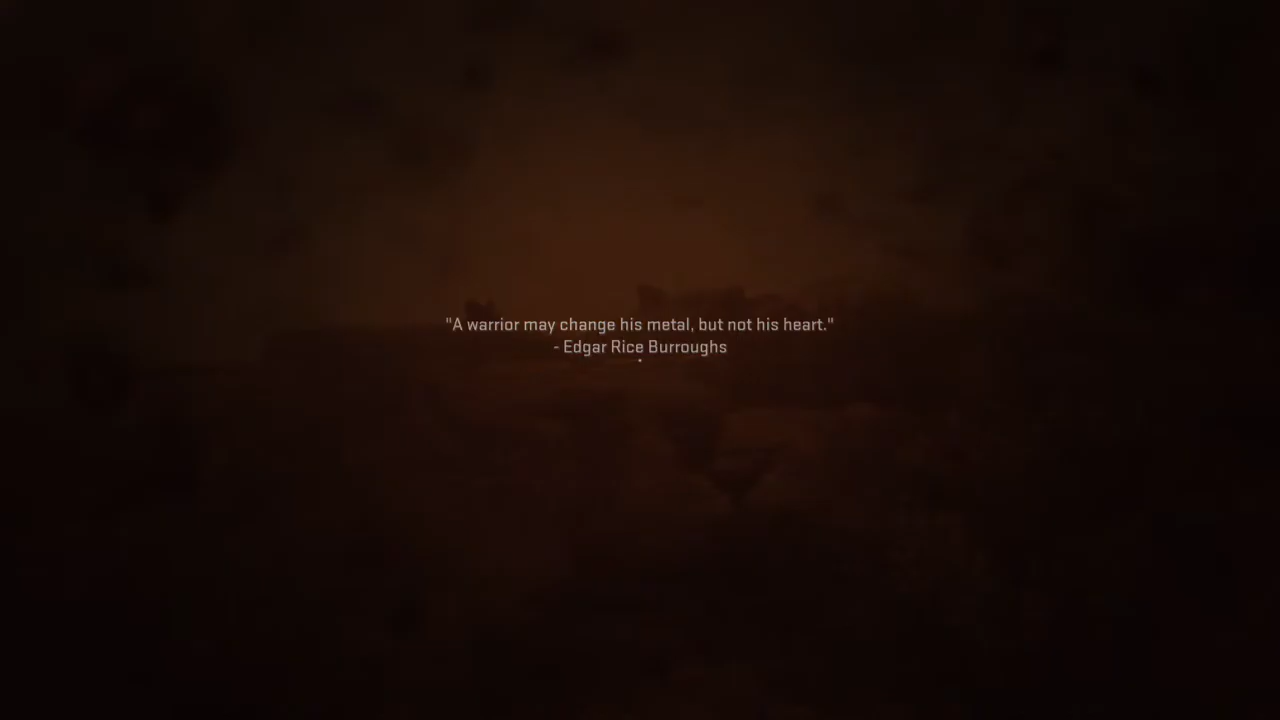 "A warrior may change his metal, but not his heart."
- Edgar Rice Burroughs